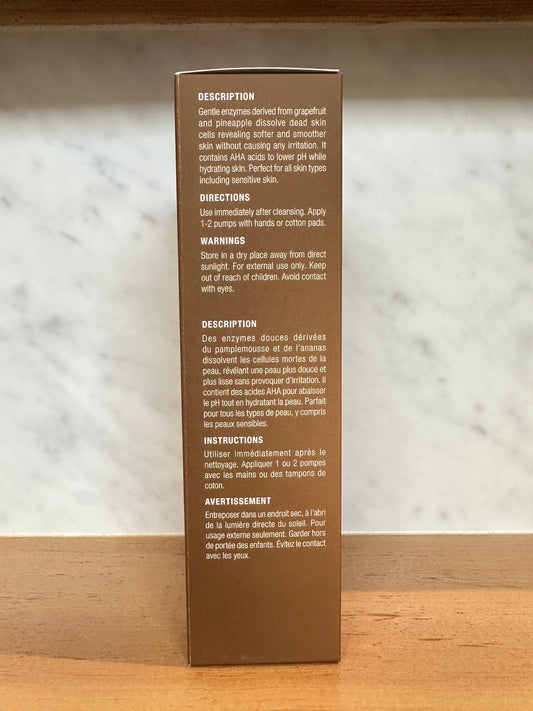 DESCRIPTION
Gentle enzymes derived from grapefruit
and pineapple dissolve dead skin
cells revealing softer and smoother
skin without causing any irritation. It
contains AHA acids to lower pH while
hydrating skin. Perfect for all skin types
including sensitive skin.
DIRECTIONS
Use immediately after cleansing. Apply
1-2 pumps with hands or cotton pads.
WARNINGS
Store in a dry place away from direct
sunlight. For external use only. Keep
out of reach of children. Avoid contact
with eyes.
DESCRIPTION
Des enzymes douces dérivées
du pamplemousse et de l'ananas
dissolvent les cellules mortes de la
peau, révélant une peau plus douce et
plus lisse sans provoquer d'irritation. Il
contient des acides AHA pour abaisser
le pH tout en hydratant la peau. Parfait
pour tous les types de peau, y compris
les peaux sensibles.
INSTRUCTIONS
Utiliser immédiatement après le
nettoyage. Appliquer 1 ou 2 pompes
avec les mains ou des tampons de
coton.
AVERTISSEMENT
Entreposer dans un endroit sec, à l'abri
de la lumière directe du soleil. Pour
usage externe seulement. Garder hors
de portée des enfants. Évitez le contact
avec les yeux.